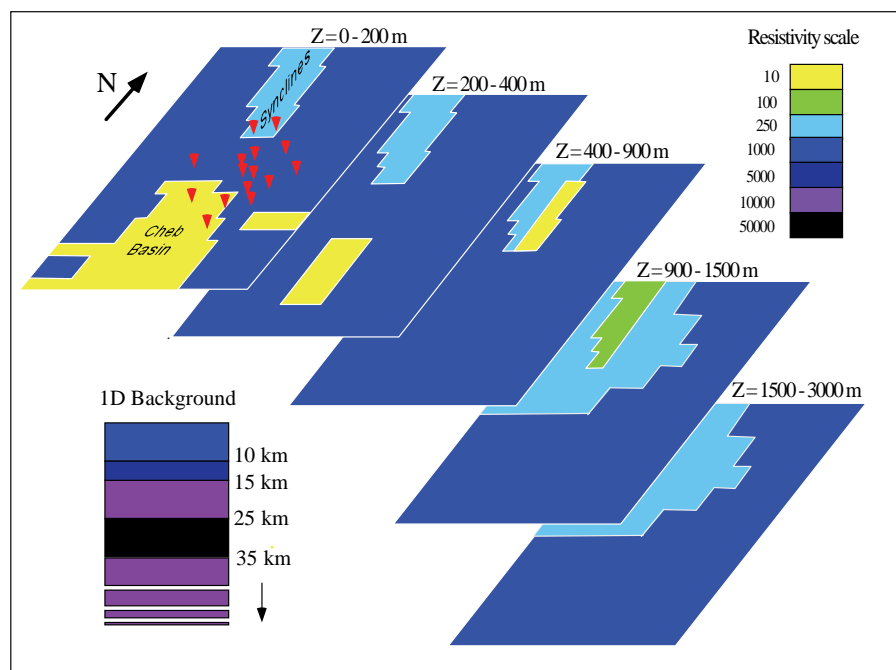 Z=0-200 m
Resistivity scale
N
Synclines
Z=200-400 m
10
100
250
1000
5000
10000
50000
Z=400-900 m
Cheb
Basin
Z=900-1500 m
1D Background
Z=1500-3000 m
10 km
15 km
25 km
35 km